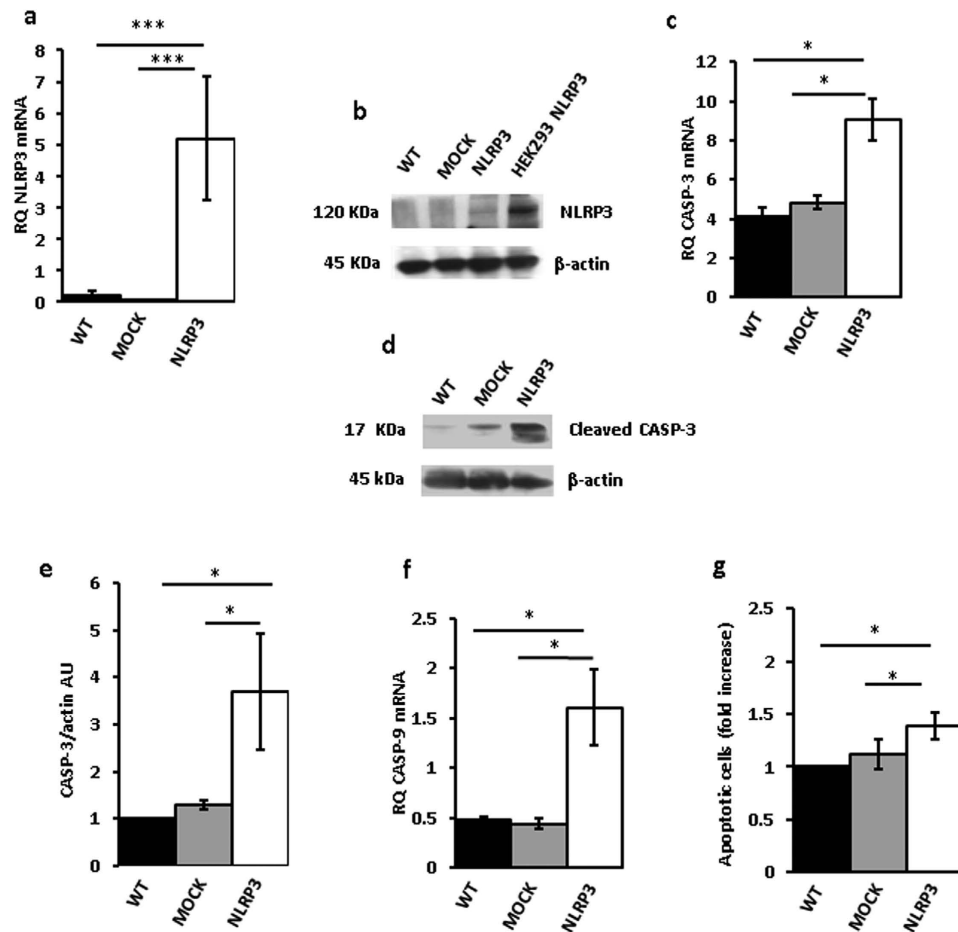 a
***
***
RQ NLRP3 mRNA
8
7
6
5
4
3
2
1
0
WT
MOCK
NLRP3
b
WT
MOCK
NLRP3
HEK293 NLRP3
120 KDa
NLRP3
45 KDa
β-actin
c
*
*
RQ CASP-3 mRNA
12
10
8
6
4
2
0
WT
MOCK
NLRP3
d
WT
MOCK
NLRP3
17 KDa
Cleaved CASP-3
45 kDa
β-actin
e
*
*
CASP-3/actin AU
6
5
4
3
2
1
0
WT
MOCK
NLRP3
f
*
*
RQ CASP-9 mRNA
2.5
2
1.5
1
0.5
0
WT
MOCK
NLRP3
g
*
*
Apoptotic cells (fold increase)
2.5
2
1.5
1
0.5
0
WT
MOCK
NLRP3